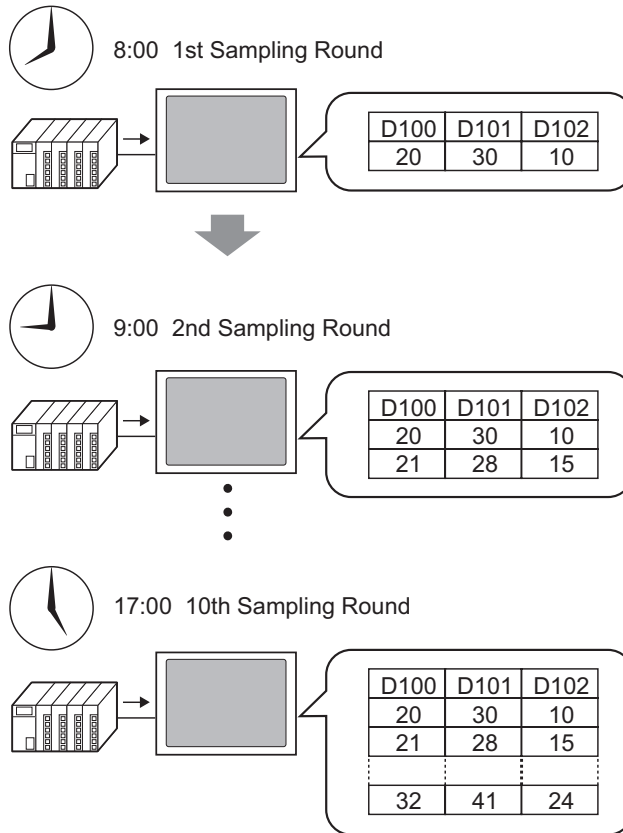 8:00 1st Sampling Round
D100 D101 D102
20 30 10
9:00 2nd Sampling Round
D100 D101 D102
20 30 10
21 28 15
17:00 10th Sampling Round
D100 D101 D102
20 30 10
21 28 15
32 41 24